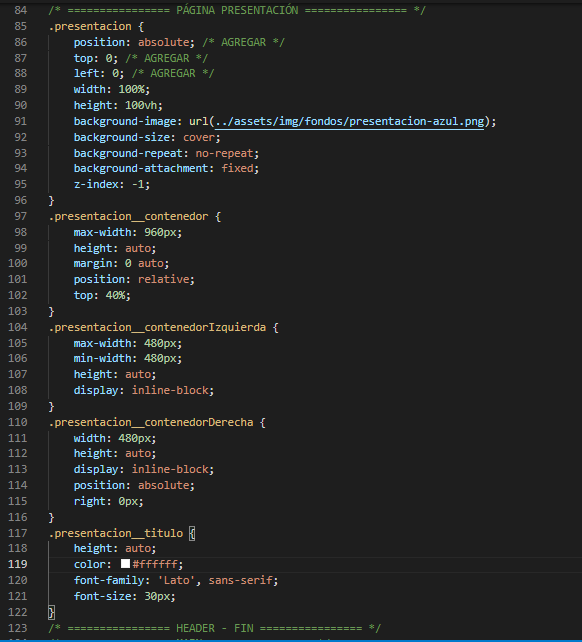 84 /* ================ PÁGINA PRESENTACIÓN ================ */
85 .presentacion {
86 position: absolute; /* AGREGAR */
87 top: 0; /* AGREGAR */
88 left: 0; /* AGREGAR */
89 width: 100%;
90 height: 100vh;
91 background-image: url(../assets/img/fondos/presentacion-azul.png);
92 background-size: cover;
93 background-repeat: no-repeat;
94 background-attachment: fixed;
95 z-index: -1;
96 }
97 .presentacion__contenedor {
98 max-width: 960px;
99 height: auto;
100 margin: 0 auto;
101 position: relative;
102 top: 40%;
103 }
104 .presentacion__contenedorIzquierda {
105 max-width: 480px;
106 min-width: 480px;
107 height: auto;
108 display: inline-block;
109 }
110 .presentacion__contenedorDerecha {
111 width: 480px;
112 height: auto;
113 display: inline-block;
114 position: absolute;
115 right: 0px;
116 }
117 .presentacion__titulo {
118 height: auto;
119 color: #ffffff;
120 font-family: 'Lato', sans-serif;
121 font-size: 30px;
122 }
123 /* ================ HEADER - FIN ================ */